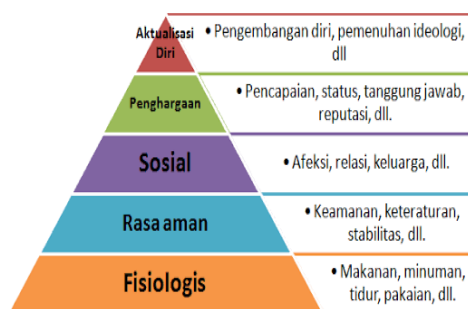 Aktualisasi
Diri
• Pengembangan diri, pemenuhan ideologi,
dll
Penghargaan
• Pencapaian, status, tanggung jawab,
reputasi, dll.
Sosial
• Afeksi, relasi, keluarga, dll.
Rasa aman
• Keamanan, keteraturan,
stabilitas, dll.
Fisiologis
• Makanan, minuman,
tidur, pakaian, dll.